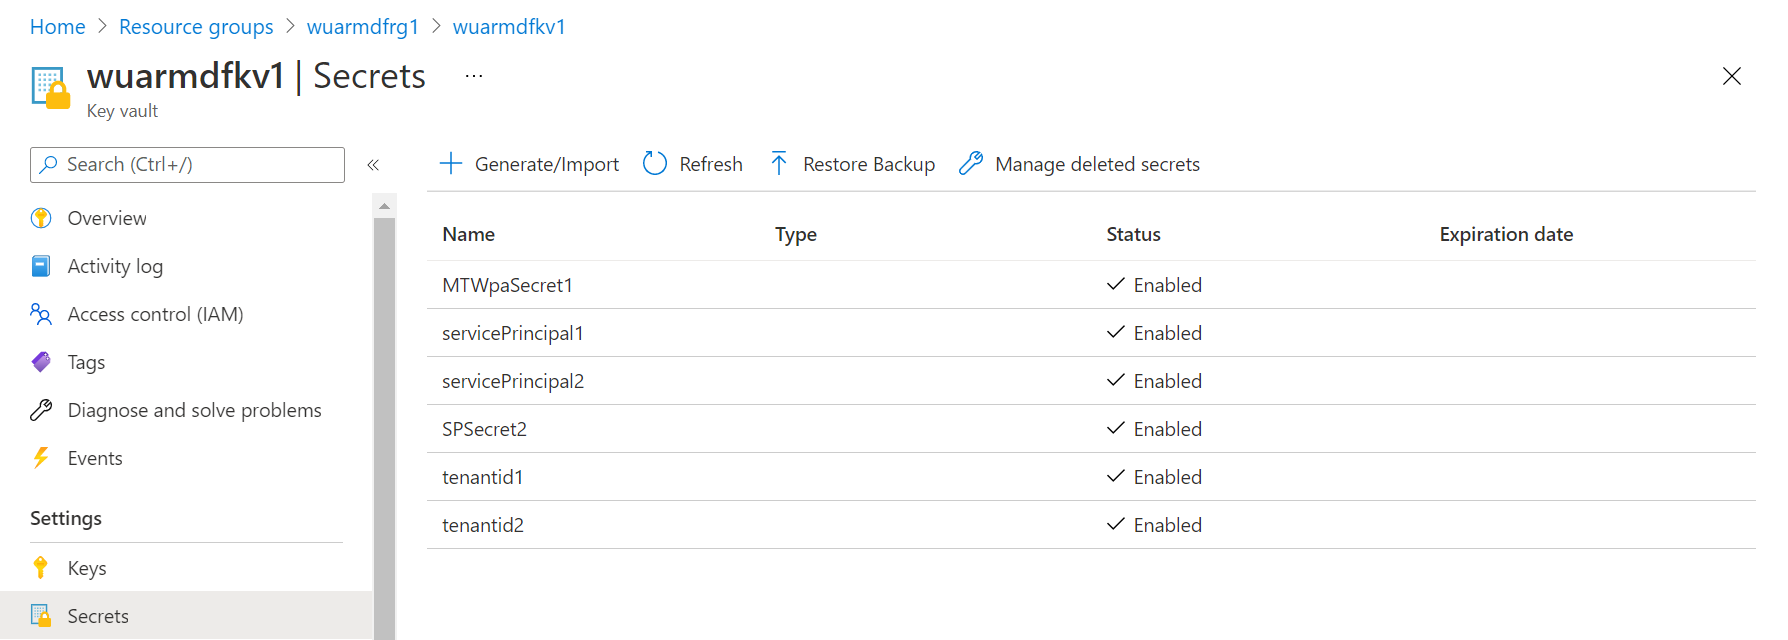 Home > Resource groups > wuarmdfrg1 > wuarmdfkv1
wuarmdfkv1 | Secrets ...
Key vault
Search (Ctrl+/) «
Overview
Activity log
Access control (IAM)
Tags
Diagnose and solve problems
Events
Settings
Keys
Secrets
Generate/Import Refresh Restore Backup Manage deleted secrets
Name Type Status Expiration date
MTWpaSecret1 Enabled
servicePrincipal1 Enabled
servicePrincipal2 Enabled
SPSecret2 Enabled
tenantid1 Enabled
tenantid2 Enabled